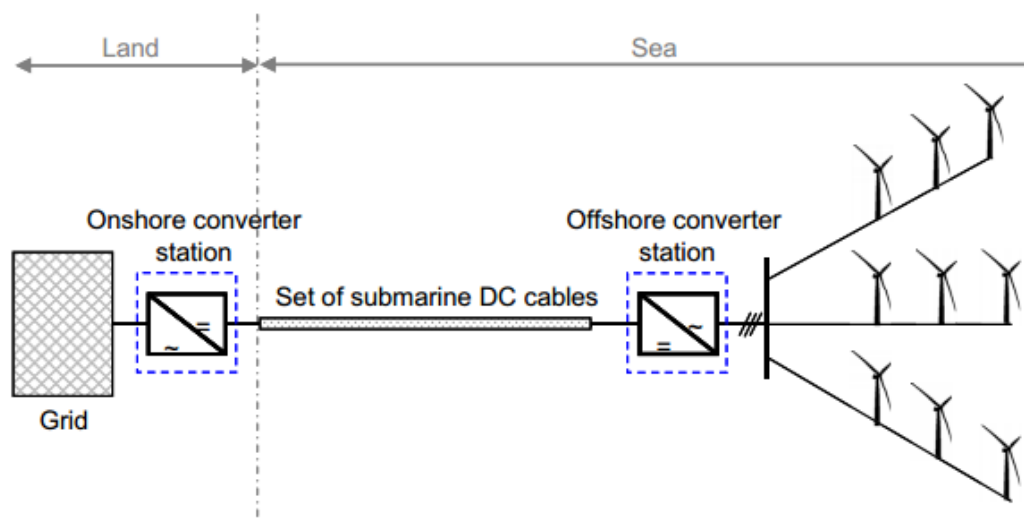 Land
Sea
Onshore converter
station
Offshore converter
station
Set of submarine DC cables
=
~
~
=
Grid